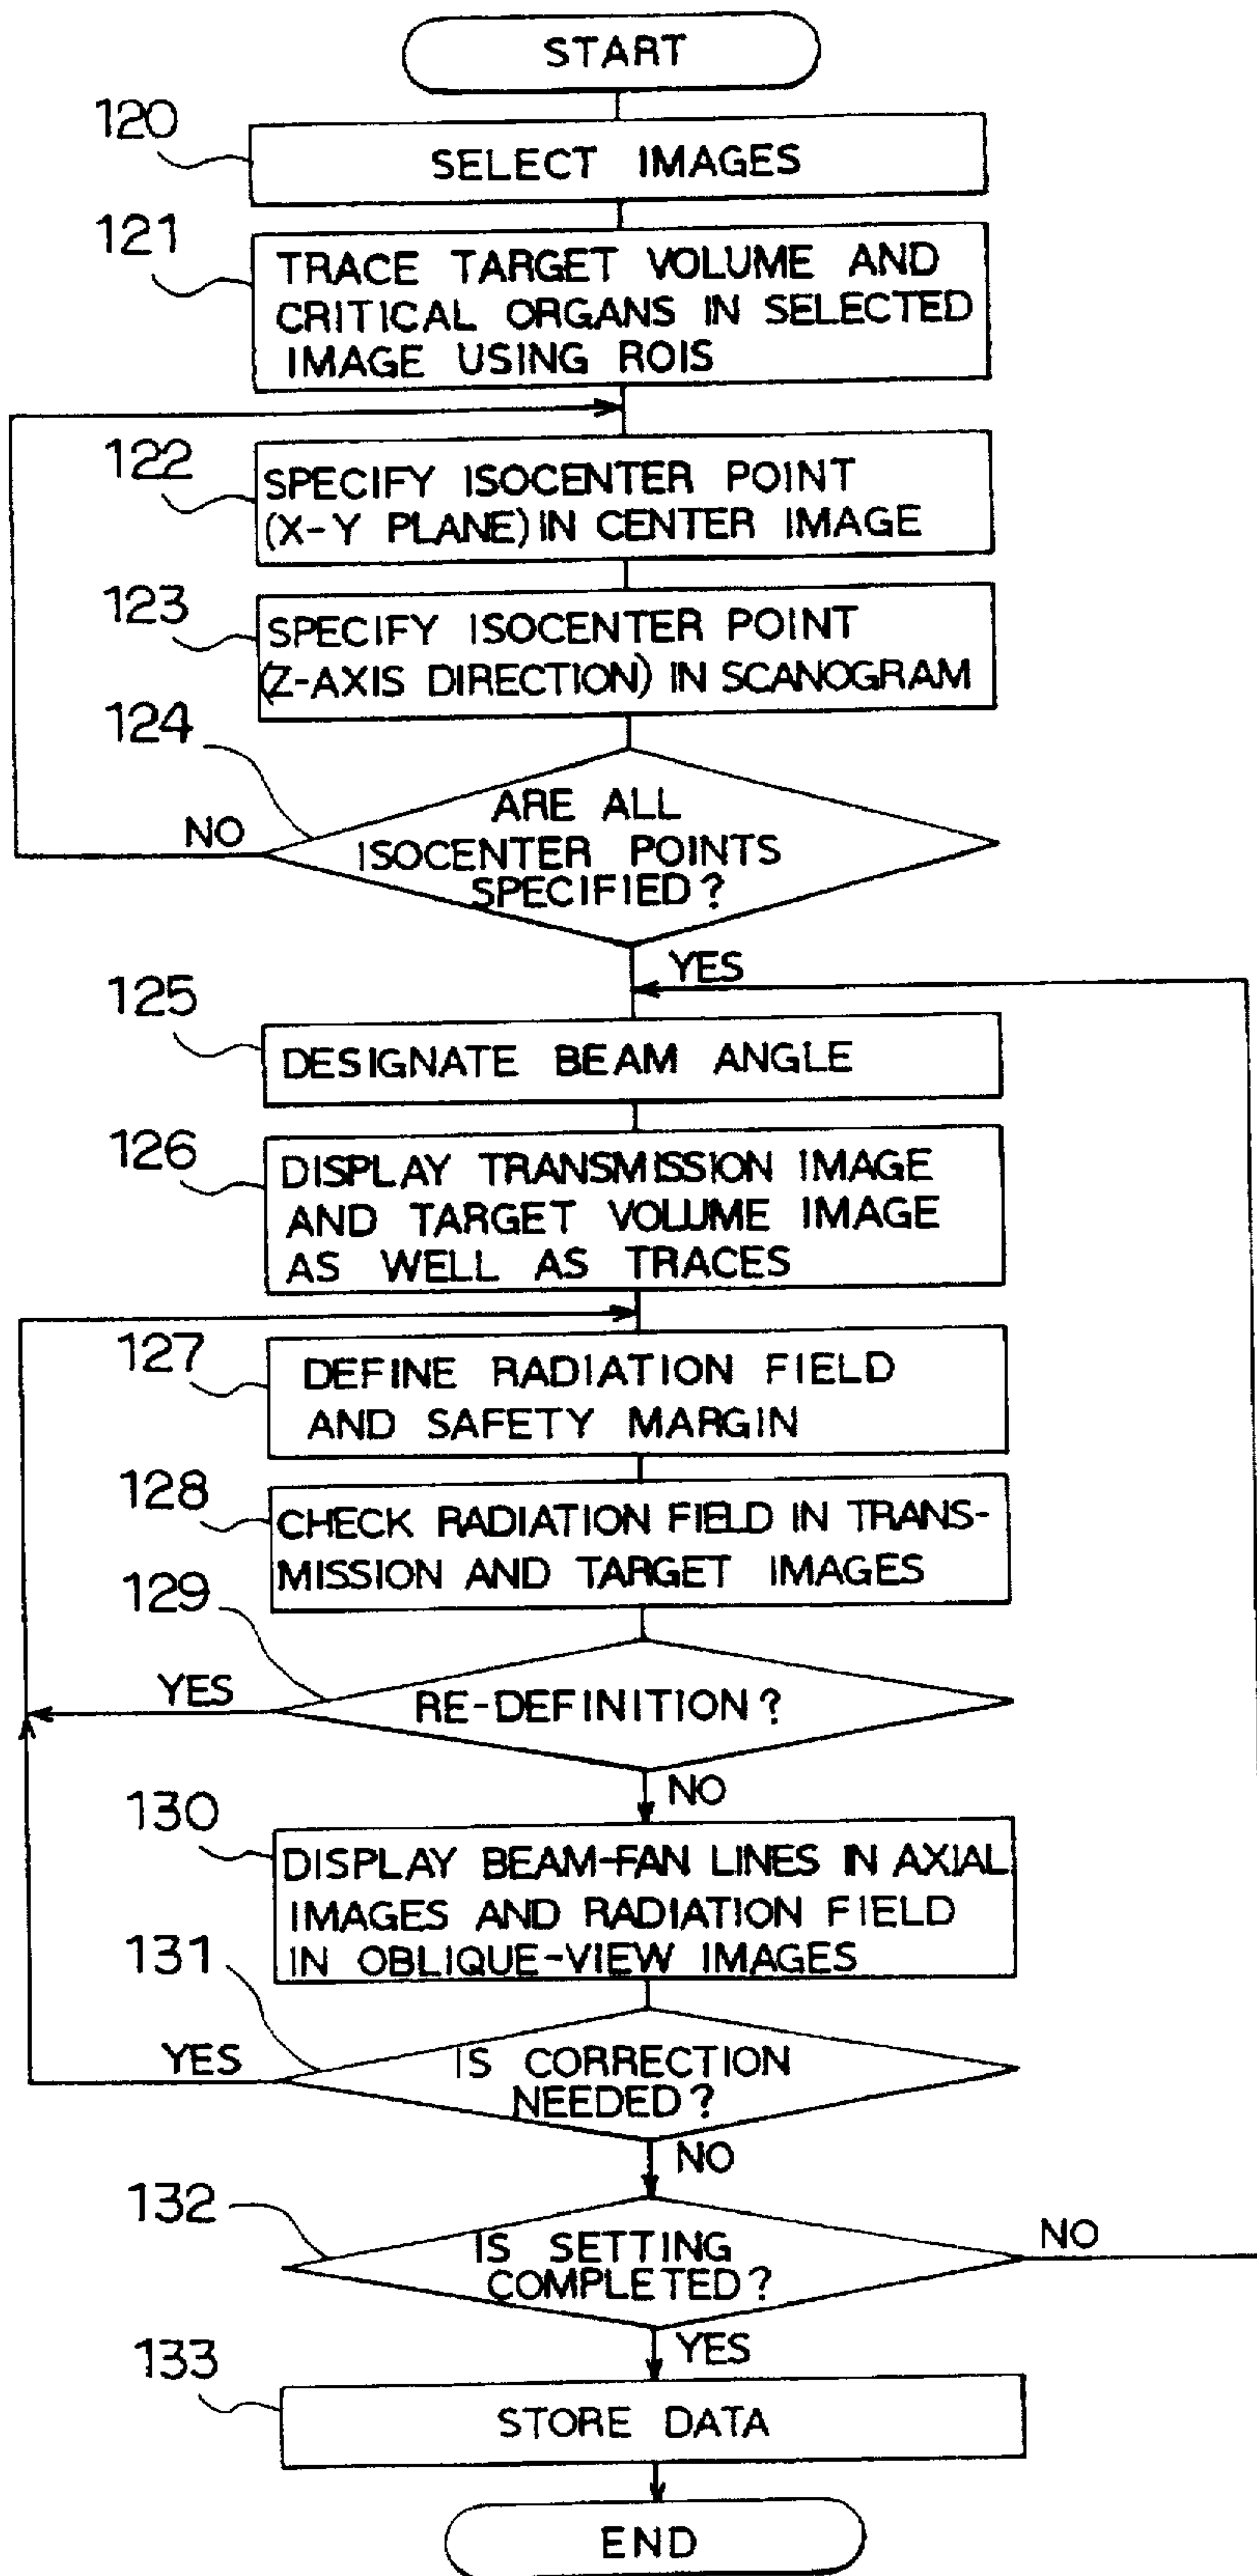 START
120
SELECT IMAGES
121
TRACE TARGET VOLUME AND
CRITICAL ORGANS IN SELECTED
IMAGE USING ROIS
122
SPECIFY ISOCENTER POINT
(X-Y PLANE) IN CENTER IMAGE
123
SPECIFY ISOCENTER POINT
(Z-AXIS DIRECTION) IN SCANOGRAM
124
ARE ALL
ISOCENTER POINTS
SPECIFIED?
NO
YES
125
DESIGNATE BEAM ANGLE
126
DISPLAY TRANSMISSION IMAGE
AND TARGET VOLUME IMAGE
AS WELL AS TRACES
127
DEFINE RADIATION FIELD
AND SAFETY MARGIN
128
CHECK RADIATION FIELD IN TRANS-
MISSION AND TARGET IMAGES
129
YES
RE-DEFINITION?
NO
130
DISPLAY BEAM-FAN LINES IN AXIAL
IMAGES AND RADIATION FIELD
IN OBLIQUE-VIEW IMAGES
131
YES
IS CORRECTION
NEEDED?
NO
132
IS SETTING
COMPLETED?
NO
YES
133
STORE DATA
END